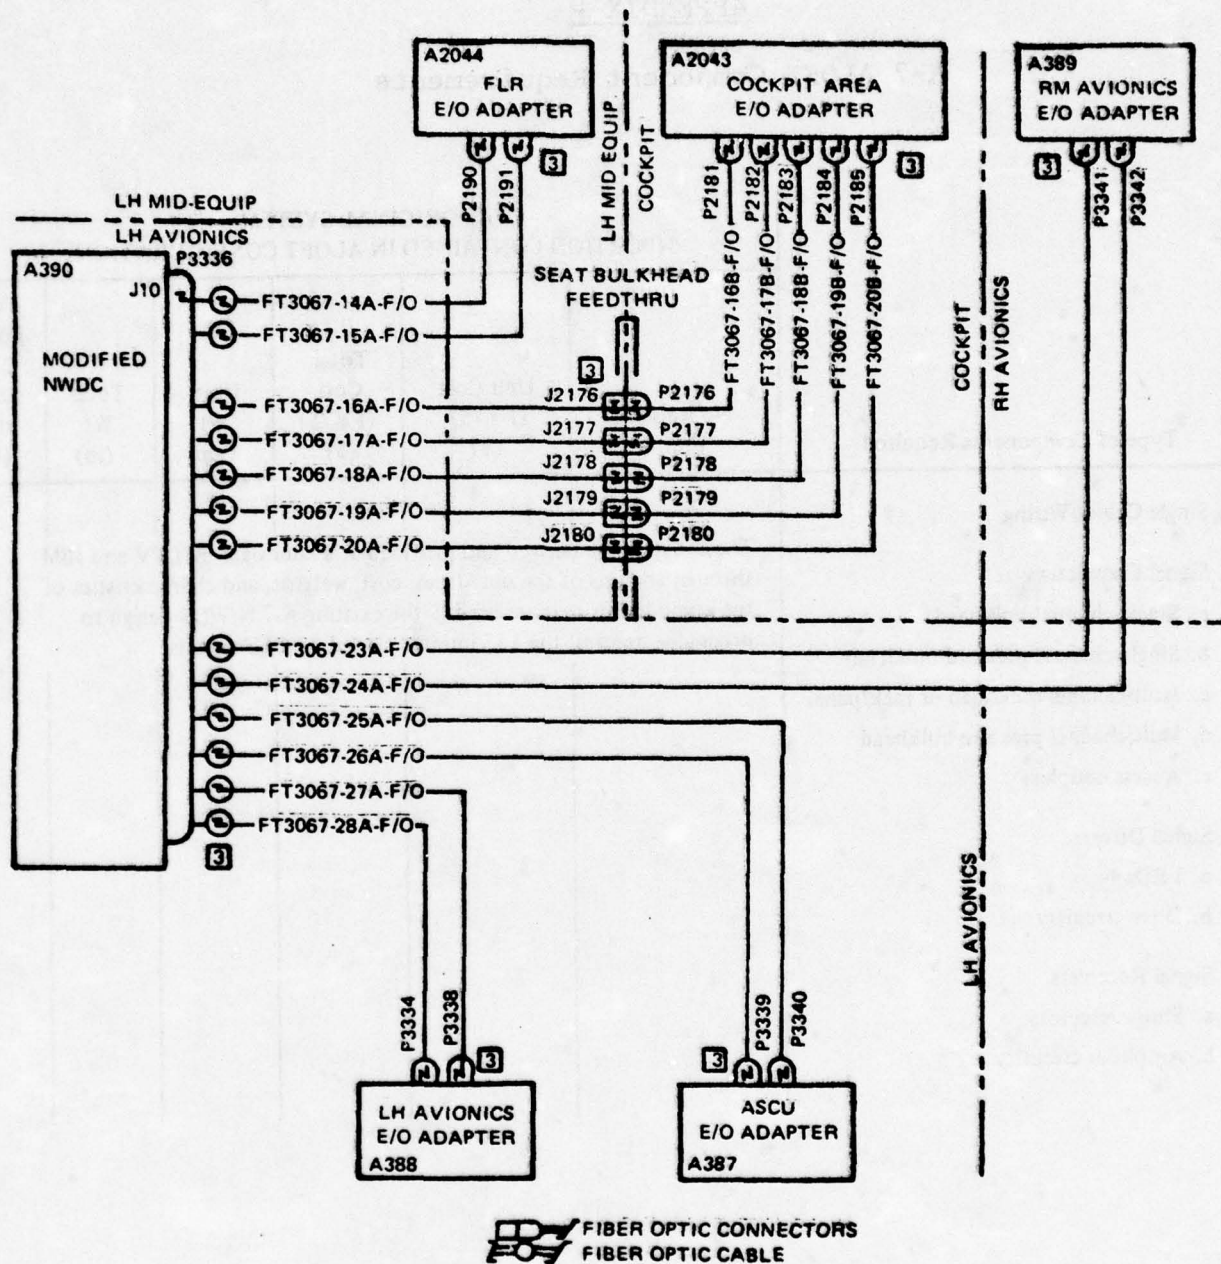 A2044
FLR
E/O ADAPTER
3
P2190
P2191
LH MID EQUIP
COCKPIT
A2043
COCKPIT AREA
E/O ADAPTER
3
P2181
P2182
P2183
P2184
P2185
FT3067-16B-F/O
FT3067-17B-F/O
FT3067-18B-F/O
FT3067-19B-F/O
FT3067-20B-F/O
A389
RM AVIONICS
E/O ADAPTER
3
P3341
P3342
COCKPIT
RH AVIONICS
LH AVIONICS
LH MID-EQUIP
LH AVIONICS
A390
P3336
J10
MODIFIED
NWDC
FT3067-14A-F/O
FT3067-15A-F/O
SEAT BULKHEAD
FEEDTHRU
3
FT3067-16A-F/O
J2176
P2176
FT3067-17A-F/O
J2177
P2177
FT3067-18A-F/O
J2178
P2178
FT3067-19A-F/O
J2179
P2179
FT3067-20A-F/O
J2180
P2180
FT3067-23A-F/O
FT3067-24A-F/O
FT3067-25A-F/O
FT3067-26A-F/O
FT3067-27A-F/O
FT3067-28A-F/O
3
P3334
P3338
3
LH AVIONICS
E/O ADAPTER
A388
P3339
P3340
3
ASCU
E/O ADAPTER
A387
FIBER OPTIC CONNECTORS
FIBER OPTIC CABLE